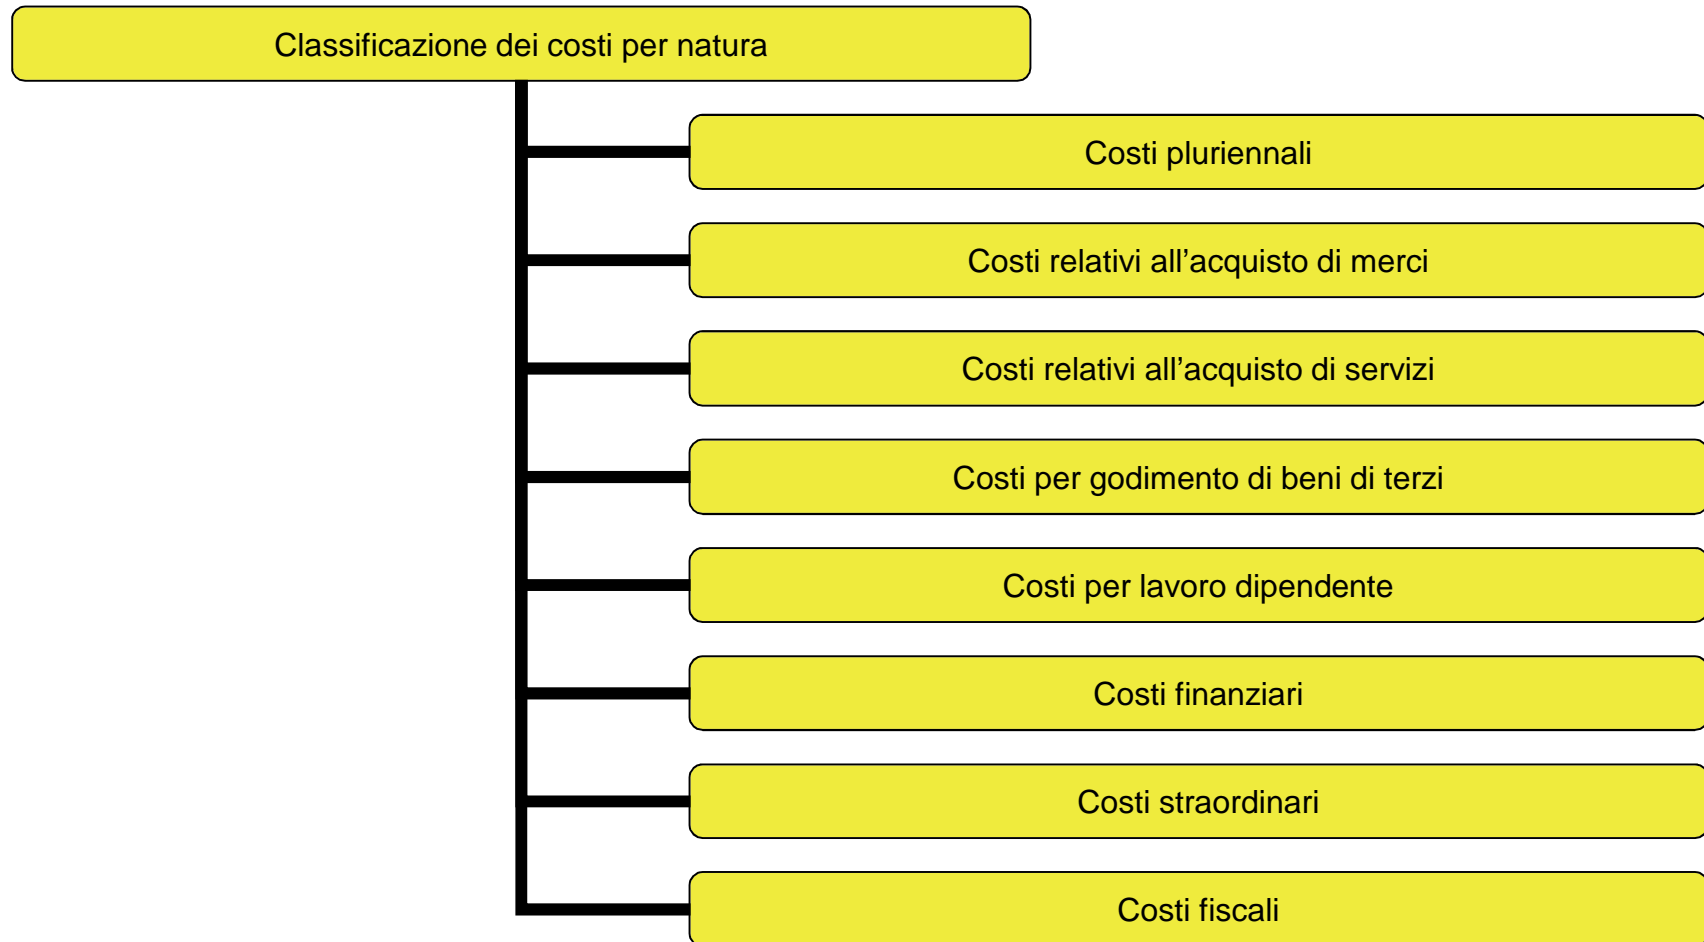 Classificazione dei costi per natura
Costi pluriennali
Costi relativi all’acquisto di merci
Costi relativi all’acquisto di servizi
Costi per godimento di beni di terzi
Costi per lavoro dipendente
Costi finanziari
Costi straordinari
Costi fiscali